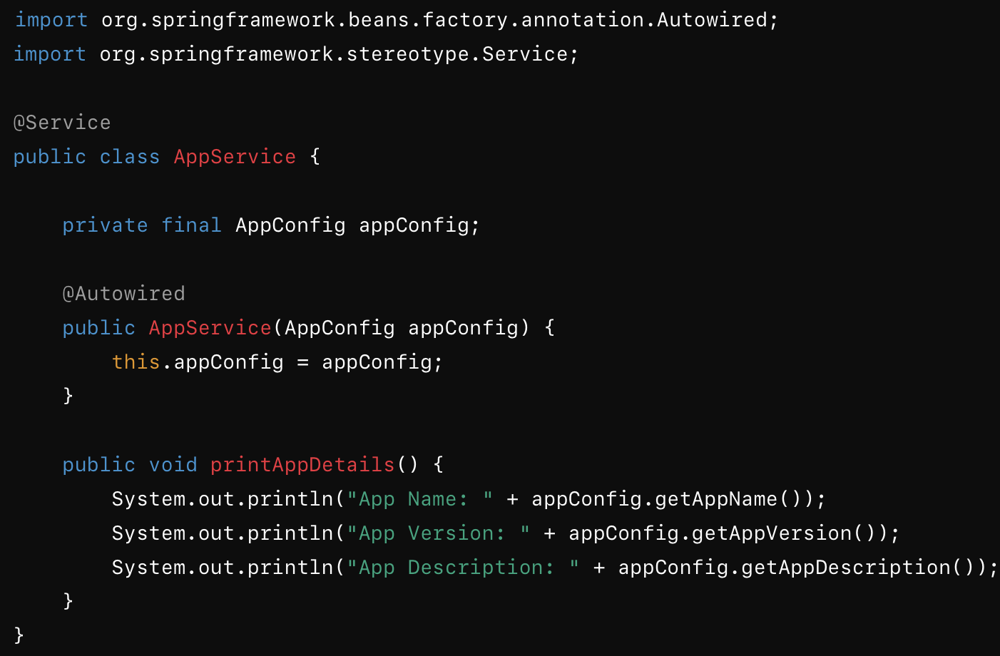 import org.springframework.beans.factory.annotation.Autowired;
import org.springframework.stereotype.Service;
@Service
public class AppService {
private final AppConfig appConfig;
@Autowired
public AppService(AppConfig appConfig) {
this.appConfig = appConfig;
}
public void printAppDetails() {
System.out.println("App Name: " + appConfig.getAppName());
System.out.println("App Version: " + appConfig.getAppVersion());
System.out.println("App Description: " + appConfig.getAppDescription());
}
}